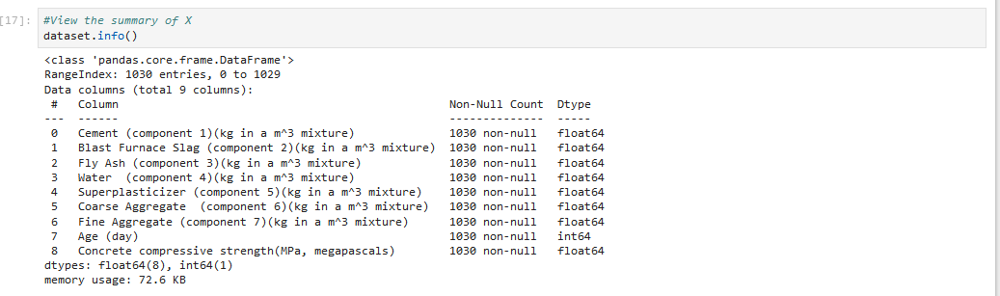 [17]:
#View the summary of X
dataset.info()
<class 'pandas.core.frame.DataFrame'>
RangeIndex: 1030 entries, 0 to 1029
Data columns (total 9 columns):
 #   Column                                                 Non-Null Count  Dtype
---  ------                                                 --------------  -----
 0   Cement (component 1)(kg in a m^3 mixture)              1030 non-null   float64
 1   Blast Furnace Slag (component 2)(kg in a m^3 mixture)  1030 non-null   float64
 2   Fly Ash (component 3)(kg in a m^3 mixture)             1030 non-null   float64
 3   Water  (component 4)(kg in a m^3 mixture)              1030 non-null   float64
 4   Superplasticizer (component 5)(kg in a m^3 mixture)    1030 non-null   float64
 5   Coarse Aggregate  (component 6)(kg in a m^3 mixture)   1030 non-null   float64
 6   Fine Aggregate (component 7)(kg in a m^3 mixture)      1030 non-null   float64
 7   Age (day)                                              1030 non-null   int64
 8   Concrete compressive strength(MPa, megapascals)        1030 non-null   float64
dtypes: float64(8), int64(1)
memory usage: 72.6 KB